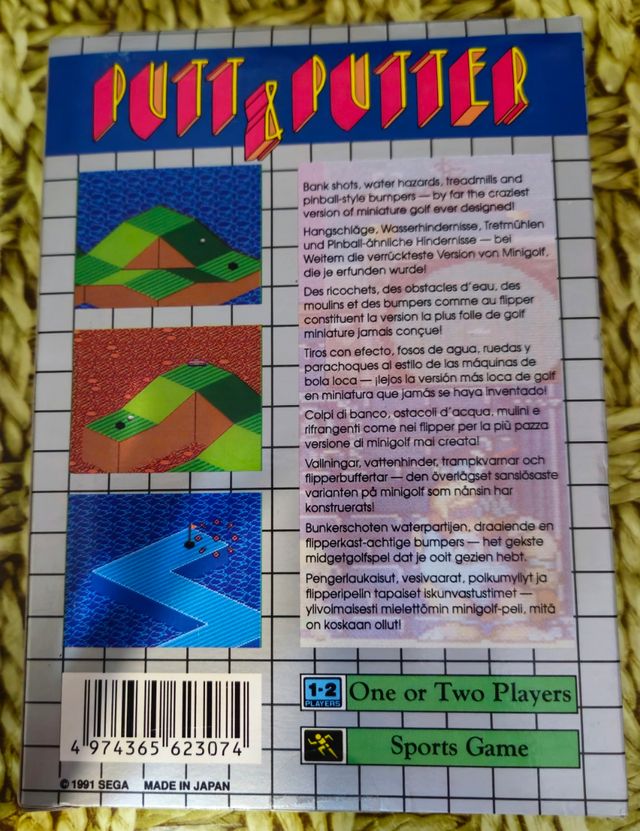 PUTT & PUTTER
Bank shots, water hazards, treadmills and
pinball-style bumpers — by far the craziest
version of miniature golf ever designed!
Hangschläge, Wasserhindernisse, Tretmühlen
und Pinball-ähnliche Hindernisse — bei
Weitem die verrückteste Version von Minigolf,
die je erfunden wurde!
Des ricochets, des obstacles d'eau, des
moulins et des bumpers comme au flipper
constituent la version la plus folle de golf
miniature jamais conçue!
Tiros con efecto, fosos de agua, ruedas y
parachoques al estilo de las máquinas de
bola loca — ¡lejos la versión más loca de golf
en miniatura que jamás se haya inventado!
Colpi di banco, ostacoli d'acqua, mulini e
rifrangenti come nei flipper per la più pazza
versione di minigolf mai creata!
Vallningar, vattenhinder, trampkvarnar och
flipperbuffertar — den överlägset sanslösaste
varianten på minigolf som nånsin har
konstruerats!
Bunkerschoten waterpartijen, draaiende en
flipperkast-achtige bumpers — het gekste
midgetgolfspel dat je ooit gezien hebt.
Pengerlaukaisut, vesivaarat, polkumyllyt ja
flipperipelin tapaiset iskunvastustimet —
ylivoimaisesti mielettömin minigolf-peli, mitä
on koskaan ollut!
1-2
PLAYERS
One or Two Players
Sports Game
4 974365 623074
© 1991 SEGA MADE IN JAPAN